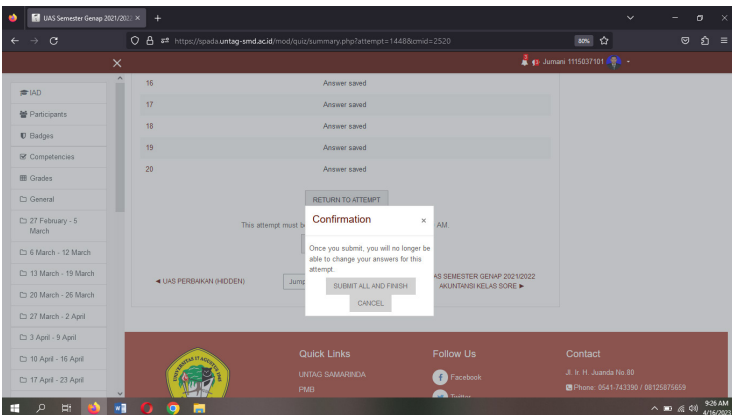 UAS Semester Genap 2021/202
https://spada.untag-smd.ac.id/mod/quiz/summary.php?attempt=1448&cmid=2520
80%
Jumani 1115037101
IAD
Participants
Badges
Competencies
Grades
General
27 February - 5
March
6 March - 12 March
13 March - 19 March
20 March - 26 March
27 March - 2 April
3 April - 9 April
10 April - 16 April
17 April - 23 April
16 Answer saved
17 Answer saved
18 Answer saved
19 Answer saved
20 Answer saved
RETURN TO ATTEMPT
This attempt must b AM.
Confirmation ×
Once you submit, you will no longer be
able to change your answers for this
attempt.
SUBMIT ALL AND FINISH
CANCEL
◄ UAS PERBAIKAN (HIDDEN)
Jump
AS SEMESTER GENAP 2021/2022
AKUNTANSI KELAS SORE ►
Quick Links
UNTAG SAMARINDA
PMB
Follow Us
Facebook
Twitter
Contact
Jl. Ir. H. Juanda No.80
Phone: 0541-743390 / 08125875659
9:26 AM
4/16/2023